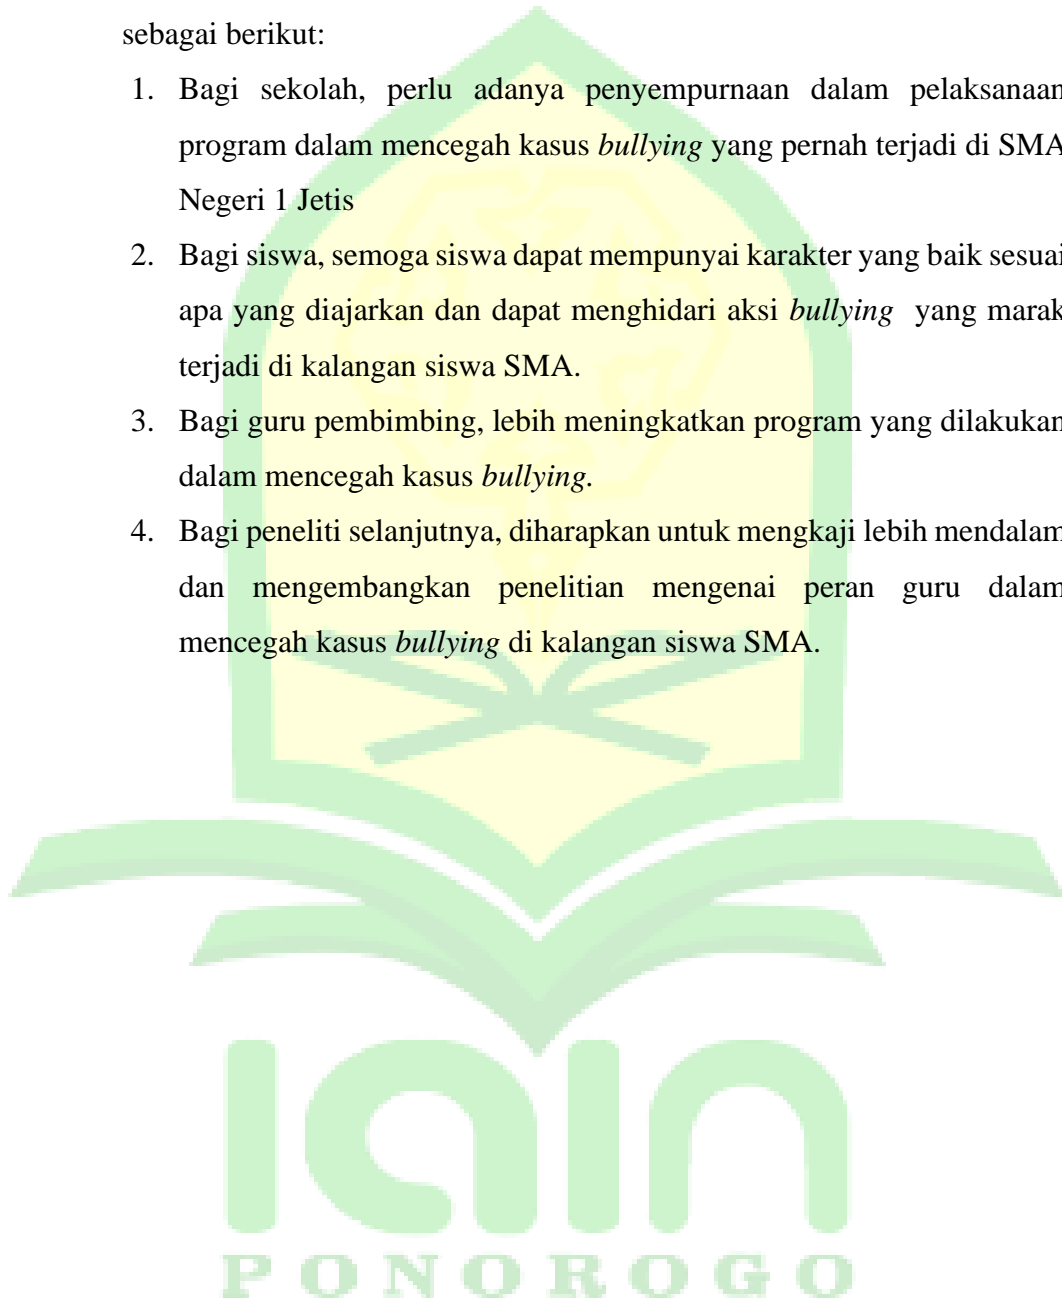 sebagai berikut:
1. Bagi sekolah, perlu adanya penyempurnaan dalam pelaksanaan
program dalam mencegah kasus bullying yang pernah terjadi di SMA
Negeri 1 Jetis
2. Bagi siswa, semoga siswa dapat mempunyai karakter yang baik sesuai
apa yang diajarkan dan dapat menghidari aksi bullying yang marak
terjadi di kalangan siswa SMA.
3. Bagi guru pembimbing, lebih meningkatkan program yang dilakukan
dalam mencegah kasus bullying.
4. Bagi peneliti selanjutnya, diharapkan untuk mengkaji lebih mendalam
dan mengembangkan penelitian mengenai peran guru dalam
mencegah kasus bullying di kalangan siswa SMA.
iain
PONOROGO